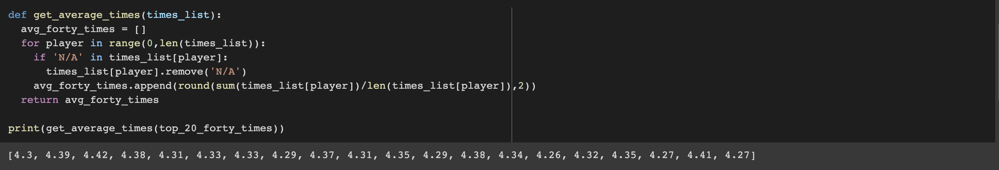 def get_average_times(times_list):
  avg_forty_times = []
  for player in range(0,len(times_list)):
    if 'N/A' in times_list[player]:
      times_list[player].remove('N/A')
    avg_forty_times.append(round(sum(times_list[player])/len(times_list[player]),2))
  return avg_forty_times

print(get_average_times(top_20_forty_times))
[4.3, 4.39, 4.42, 4.38, 4.31, 4.33, 4.33, 4.29, 4.37, 4.31, 4.35, 4.29, 4.38, 4.34, 4.26, 4.32, 4.35, 4.27, 4.41, 4.27]